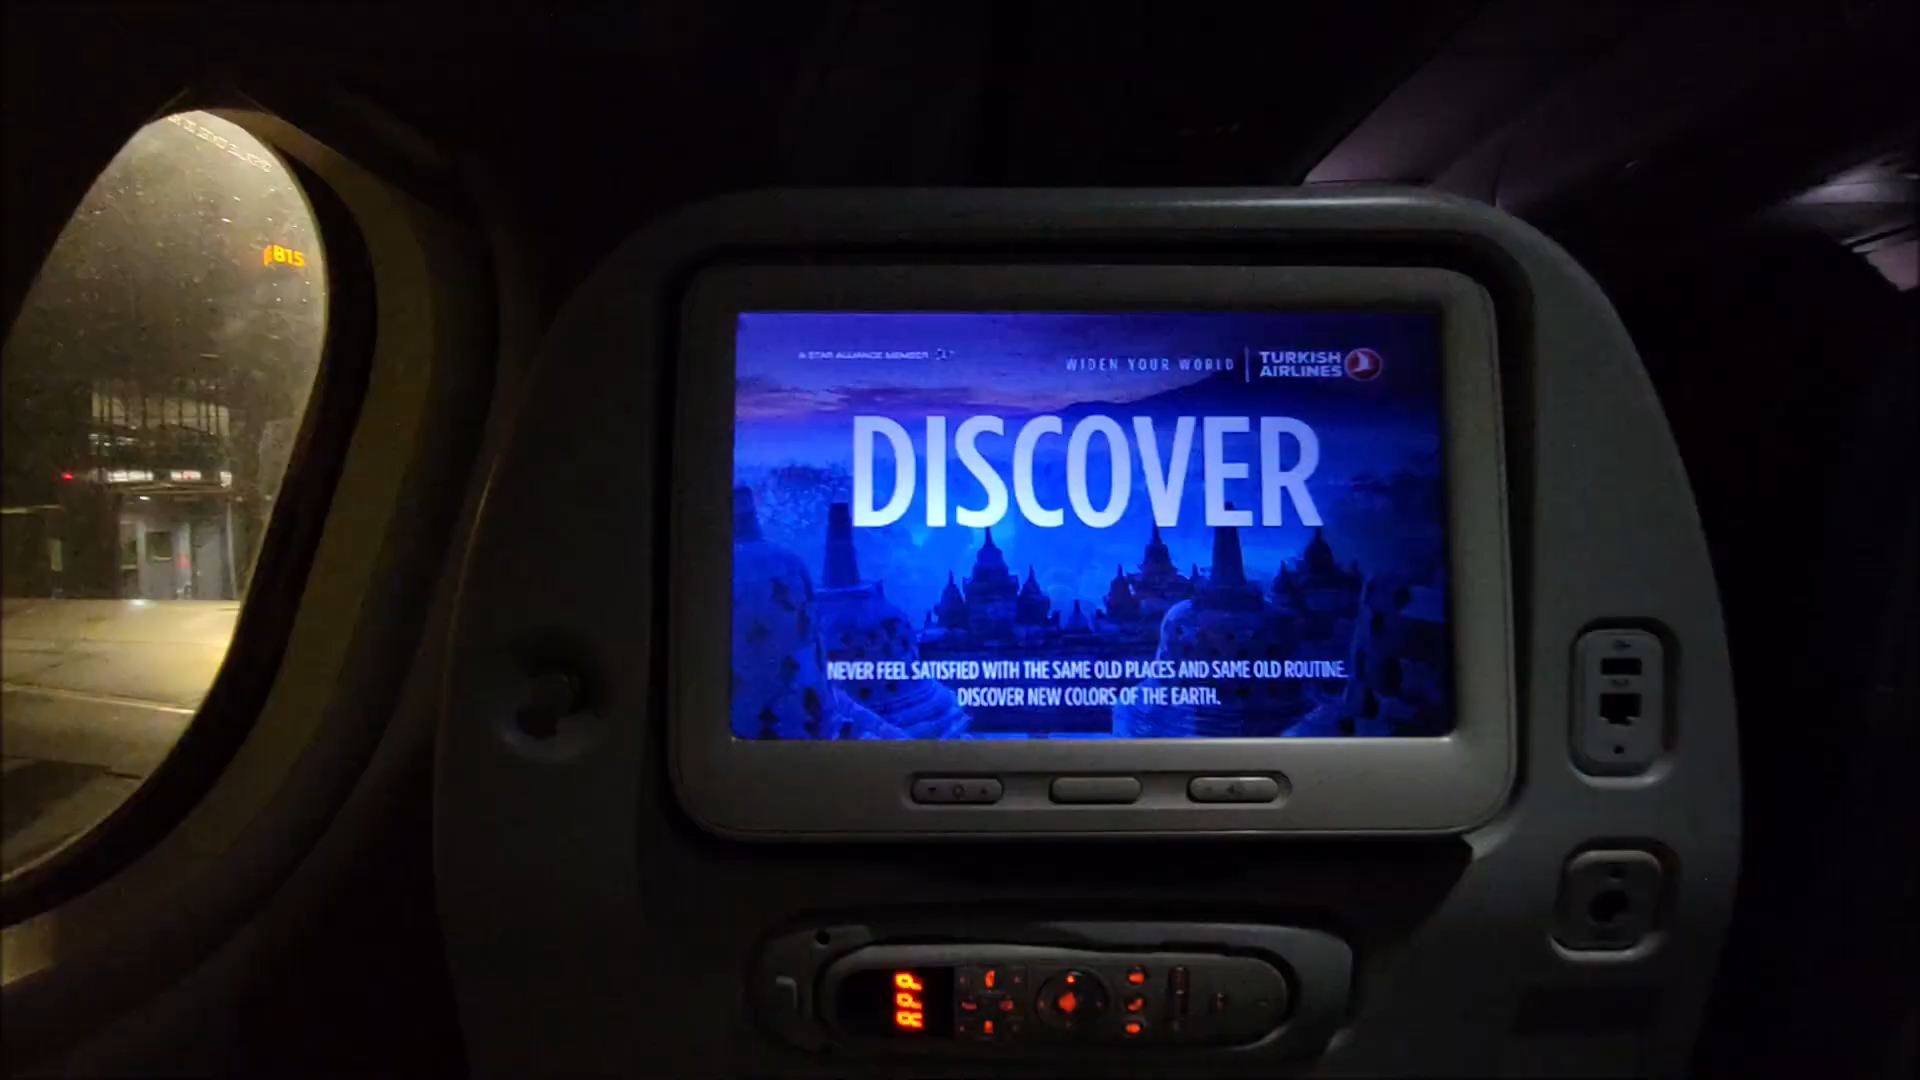 B15
A STAR ALLIANCE MEMBER
WIDEN YOUR WORLD
TURKISH
AIRLINES
DISCOVER
NEVER FEEL SATISFIED WITH THE SAME OLD PLACES AND SAME OLD ROUTINE.
DISCOVER NEW COLORS OF THE EARTH.
APP